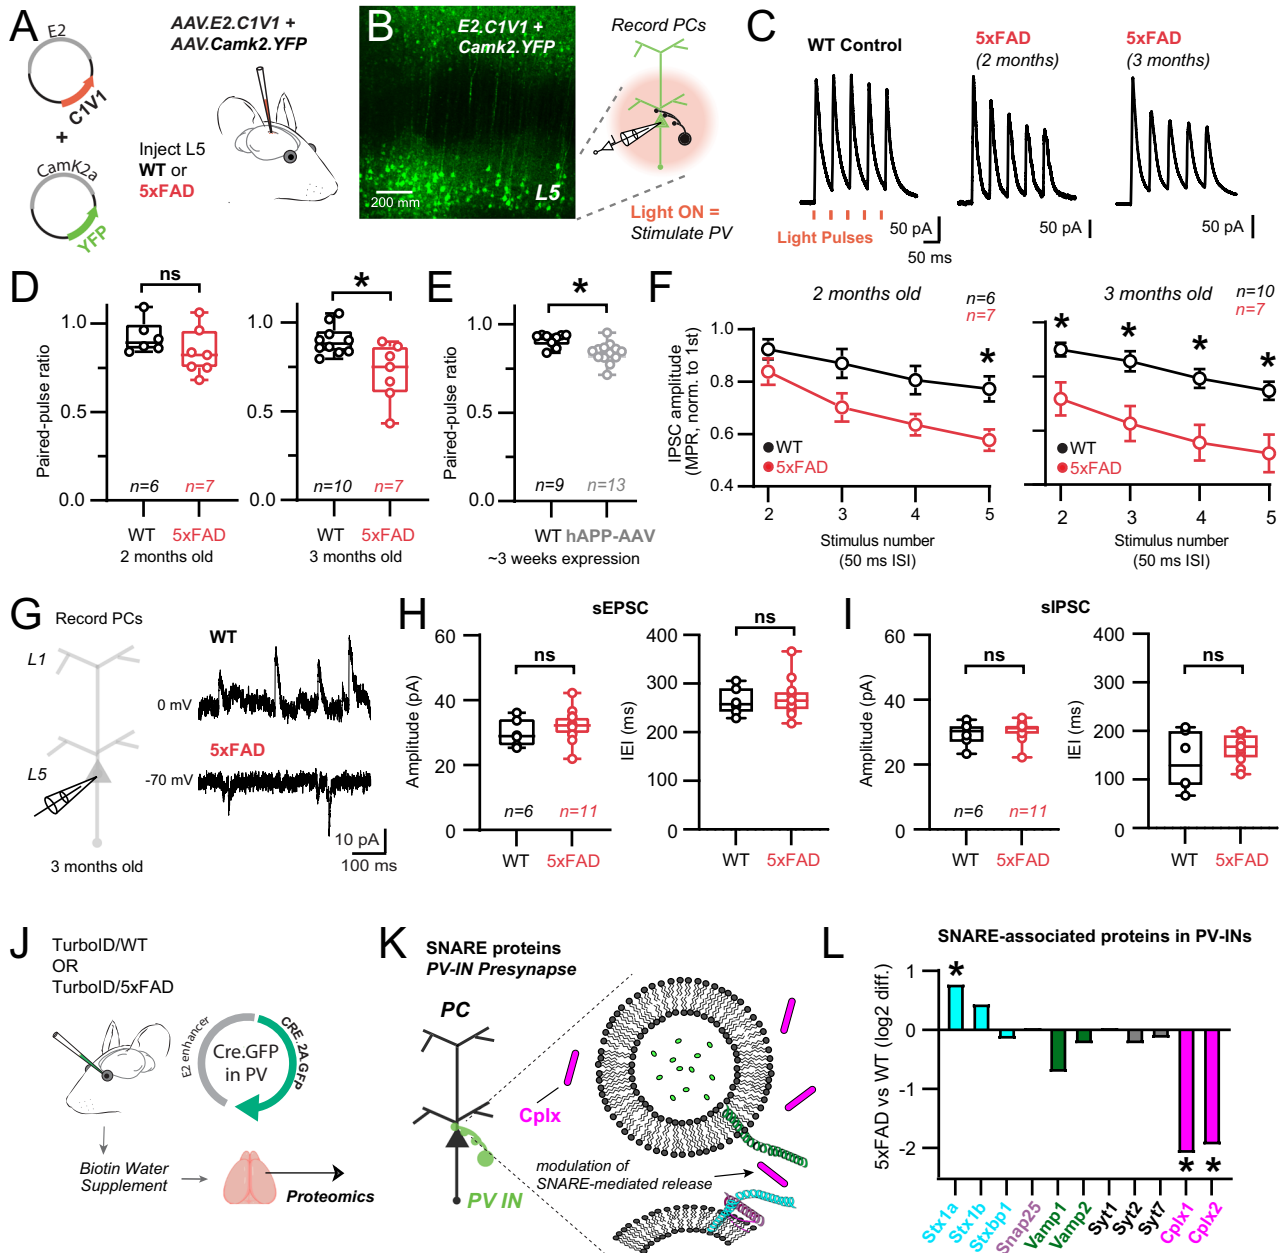 A
E2
C1V1
+
CamK2a
YFP
AAV.E2.C1V1 +
AAV.Camk2.YFP
Inject L5
WT or
5xFAD
B
E2.C1V1 +
Camk2.YFP
200 mm
L5
Record PCs
Light ON =
Stimulate PV
C
WT Control
5xFAD
(2 months)
5xFAD
(3 months)
Light Pulses
50 pA
50 ms
50 pA
50 pA
D
Paired-pulse ratio
1.0
0.5
0.0
ns
n=6
n=7
WT
5xFAD
2 months old
1.0
0.5
0.0
*
n=10
n=7
WT
5xFAD
3 months old
E
Paired-pulse ratio
1.0
0.5
0.0
*
n=9
n=13
WT
hAPP-AAV
~3 weeks expression
F
IPSC amplitude
(MPR, norm. to 1st)
1.0
0.8
0.6
0.4
2 months old
n=6
n=7
*
WT
5xFAD
2 3 4 5
Stimulus number
(50 ms ISI)
3 months old
n=10
n=7
* * * *
WT
5xFAD
2 3 4 5
Stimulus number
(50 ms ISI)
G
Record PCs
L1
L5
3 months old
WT
0 mV
5xFAD
-70 mV
10 pA
100 ms
H
sEPSC
Amplitude (pA)
60
40
20
0
ns
n=6
n=11
WT
5xFAD
IEI (ms)
400
300
200
100
0
ns
WT
5xFAD
I
sIPSC
Amplitude (pA)
60
40
20
0
ns
n=6
n=11
WT
5xFAD
IEI (ms)
400
300
200
100
0
ns
WT
5xFAD
J
TurboID/WT
OR
TurboID/5xFAD
E2 enhancer
CRE.2A.GFP
Cre.GFP
in PV
Biotin Water
Supplement
Proteomics
K
SNARE proteins
PV-IN Presynapse
PC
PV IN
Cplx
modulation of
SNARE-mediated release
L
SNARE-associated proteins in PV-INs
5xFAD vs WT (log2 diff.)
1
0
-1
-2
*
* *
Stx1a
Stx1b
Stxbp1
Snap25
Vamp1
Vamp2
Syt1
Syt2
Syt7
Cplx1
Cplx2